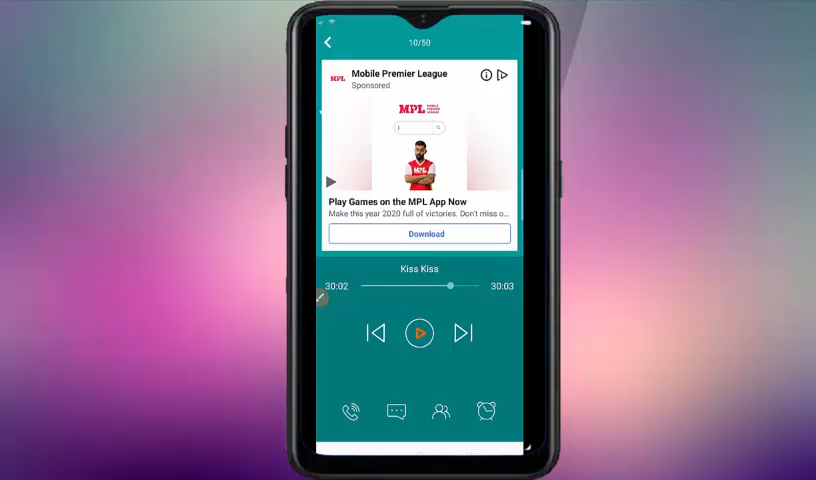 10/50
MPL
Mobile Premier League
Sponsored
MPL MOBILE PREMIER LEAGUE
Play Games on the MPL App Now
Make this year 2020 full of victories. Don't miss o...
Download
Kiss Kiss
30:02
30:03